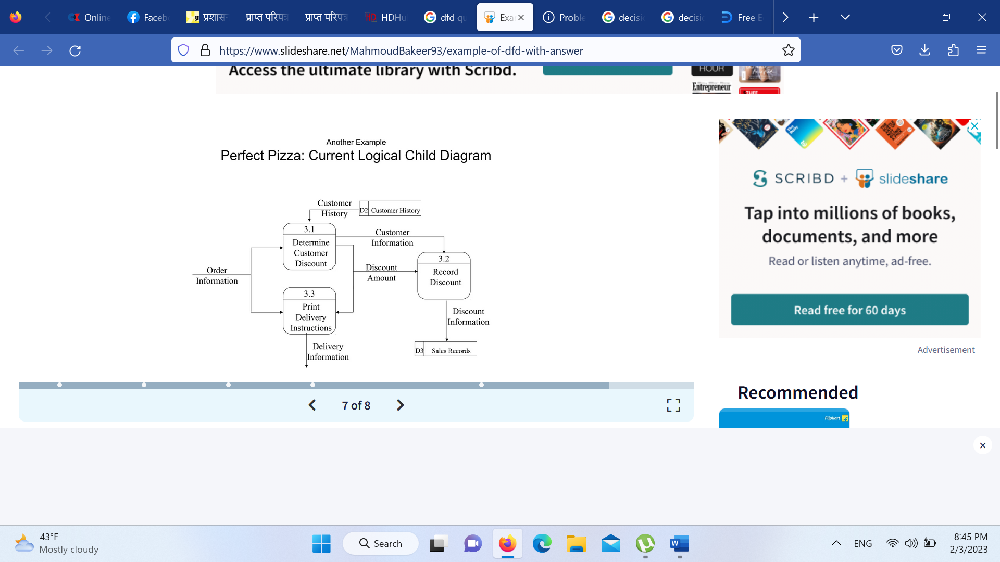 Online
Faceb
प्रशासन
प्राप्त परिपत्र
प्राप्त परिपत्र
HDHu
dfd qu
Exa
Proble
decisi
decisi
Free E
https://www.slideshare.net/MahmoudBakeer93/example-of-dfd-with-answer
Access the ultimate library with Scribd.
HOUR
Entrepreneur
Another Example
Perfect Pizza: Current Logical Child Diagram
Customer
History
D2 Customer History
3.1
Determine
Customer
Discount
Customer
Information
3.2
Record
Discount
Order
Information
Discount
Amount
3.3
Print
Delivery
Instructions
Discount
Information
Delivery
Information
D3 Sales Records
7 of 8
SCRIBD + slideshare
Tap into millions of books,
documents, and more
Read or listen anytime, ad-free.
Read free for 60 days
Advertisement
Recommended
Flipkart
43°F
Mostly cloudy
Search
ENG
8:45 PM
2/3/2023